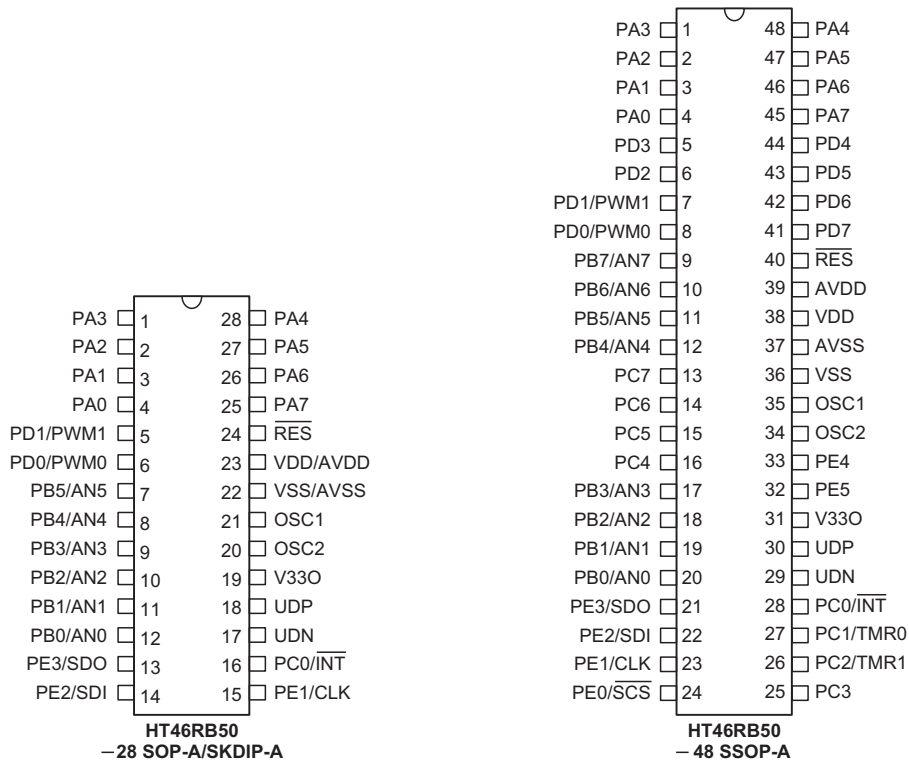 PA3 1 48 PA4
PA2 2 47 PA5
PA1 3 46 PA6
PA0 4 45 PA7
PD3 5 44 PD4
PD2 6 43 PD5
PD1/PWM1 7 42 PD6
PD0/PWM0 8 41 PD7
PB7/AN7 9 40 RES
PB6/AN6 10 39 AVDD
PB5/AN5 11 38 VDD
PB4/AN4 12 37 AVSS
PC7 13 36 VSS
PC6 14 35 OSC1
PC5 15 34 OSC2
PC4 16 33 PE4
PB3/AN3 17 32 PE5
PB2/AN2 18 31 V33O
PB1/AN1 19 30 UDP
PB0/AN0 20 29 UDN
PE3/SDO 21 28 PC0/INT
PE2/SDI 22 27 PC1/TMR0
PE1/CLK 23 26 PC2/TMR1
PE0/SCS 24 25 PC3
HT46RB50
– 48 SSOP-A
PA3 1 28 PA4
PA2 2 27 PA5
PA1 3 26 PA6
PA0 4 25 PA7
PD1/PWM1 5 24 RES
PD0/PWM0 6 23 VDD/AVDD
PB5/AN5 7 22 VSS/AVSS
PB4/AN4 8 21 OSC1
PB3/AN3 9 20 OSC2
PB2/AN2 10 19 V33O
PB1/AN1 11 18 UDP
PB0/AN0 12 17 UDN
PE3/SDO 13 16 PC0/INT
PE2/SDI 14 15 PE1/CLK
HT46RB50
– 28 SOP-A/SKDIP-A